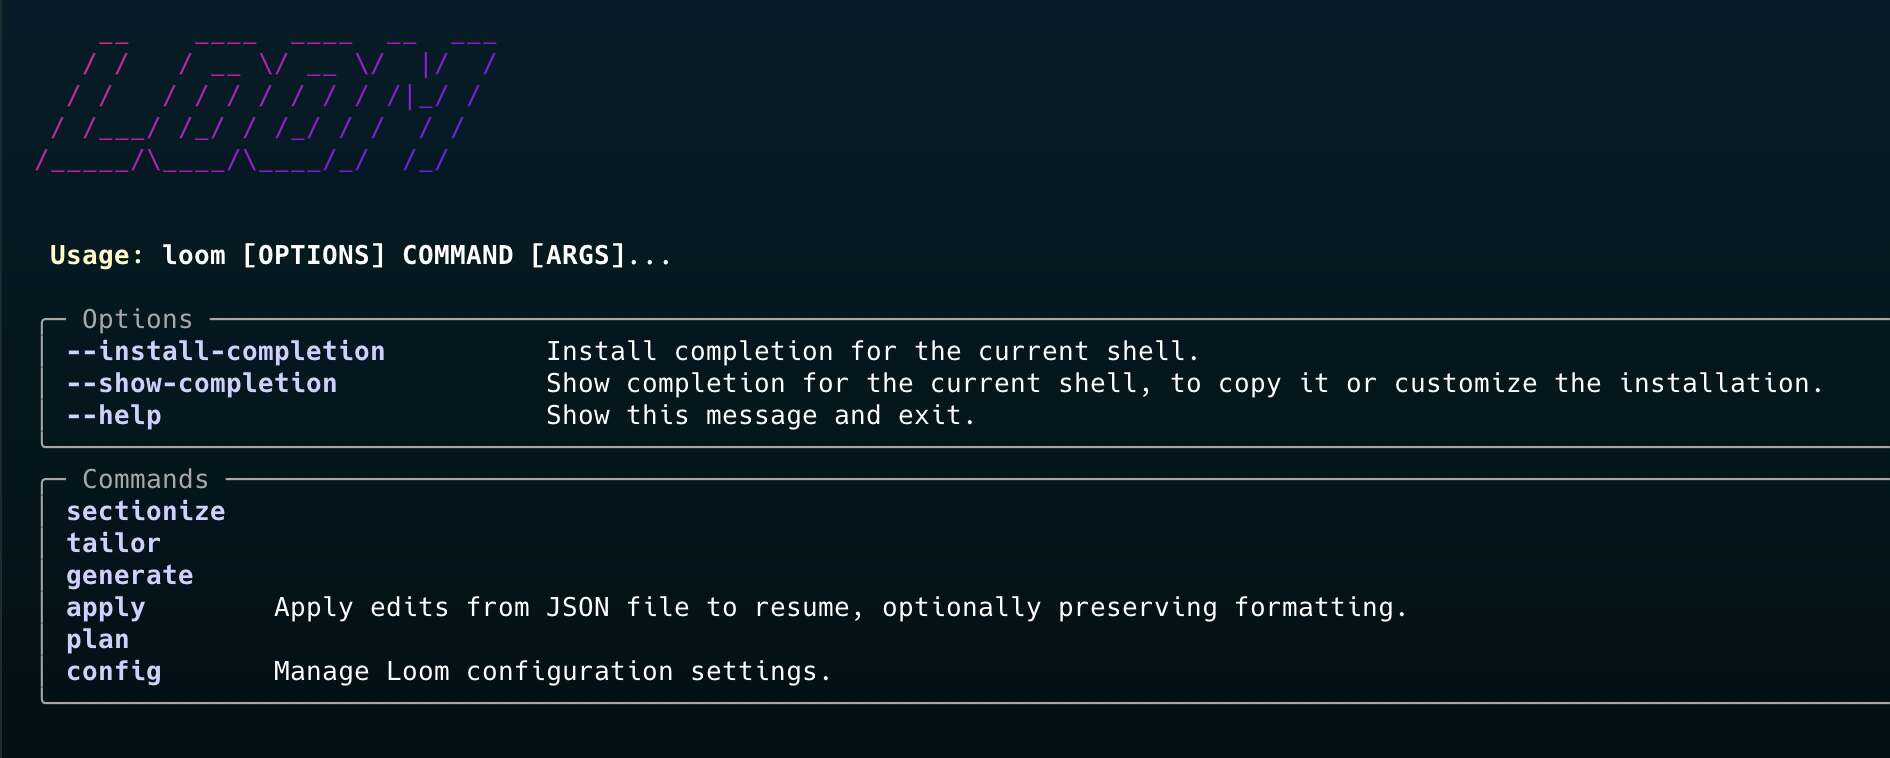 LOOM
Usage: loom [OPTIONS] COMMAND [ARGS]...
Options
--install-completion Install completion for the current shell.
--show-completion Show completion for the current shell, to copy it or customize the installation.
--help Show this message and exit.
Commands
sectionize
tailor
generate
apply Apply edits from JSON file to resume, optionally preserving formatting.
plan
config Manage Loom configuration settings.